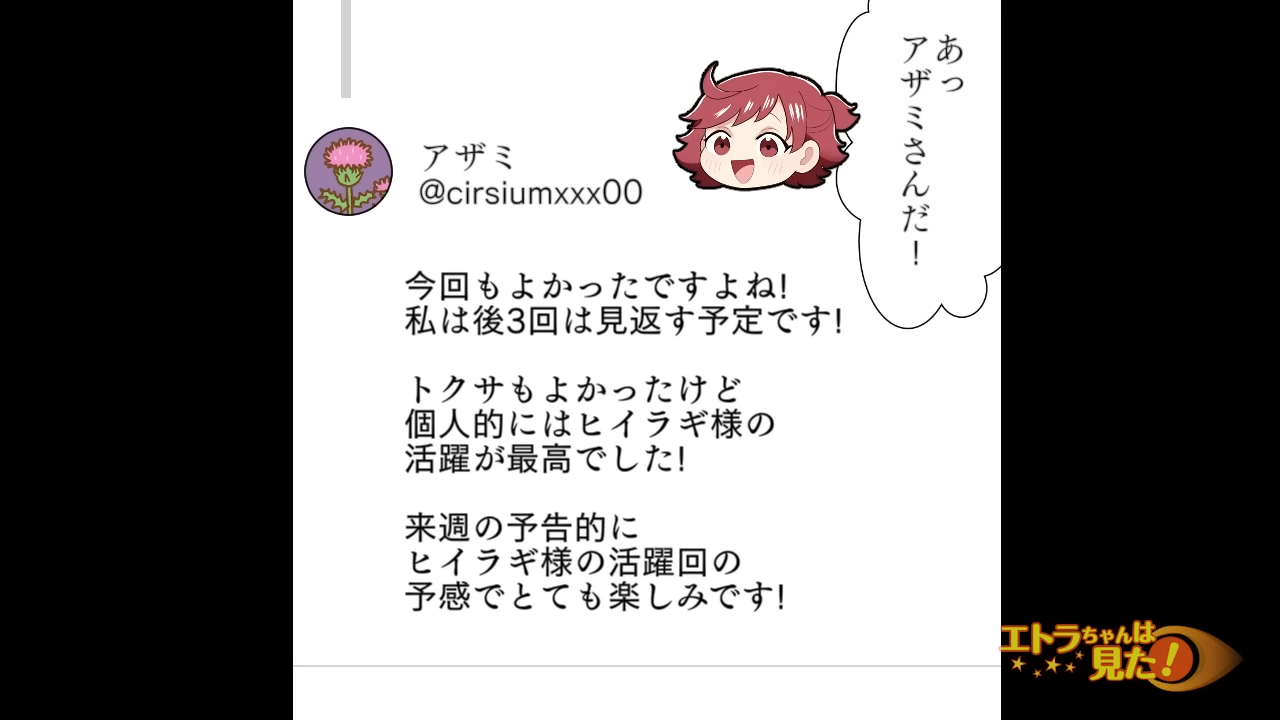 あっ
アザミさんだ！
アザミ
@cirsiumxxx00
今回もよかったですよね!
私は後3回は見返す予定です!
トクサもよかったけど
個人的にはヒイラギ様の
活躍が最高でした!
来週の予告的に
ヒイラギ様の活躍回の
予感でとても楽しみです!
エトラちゃんは
見た！